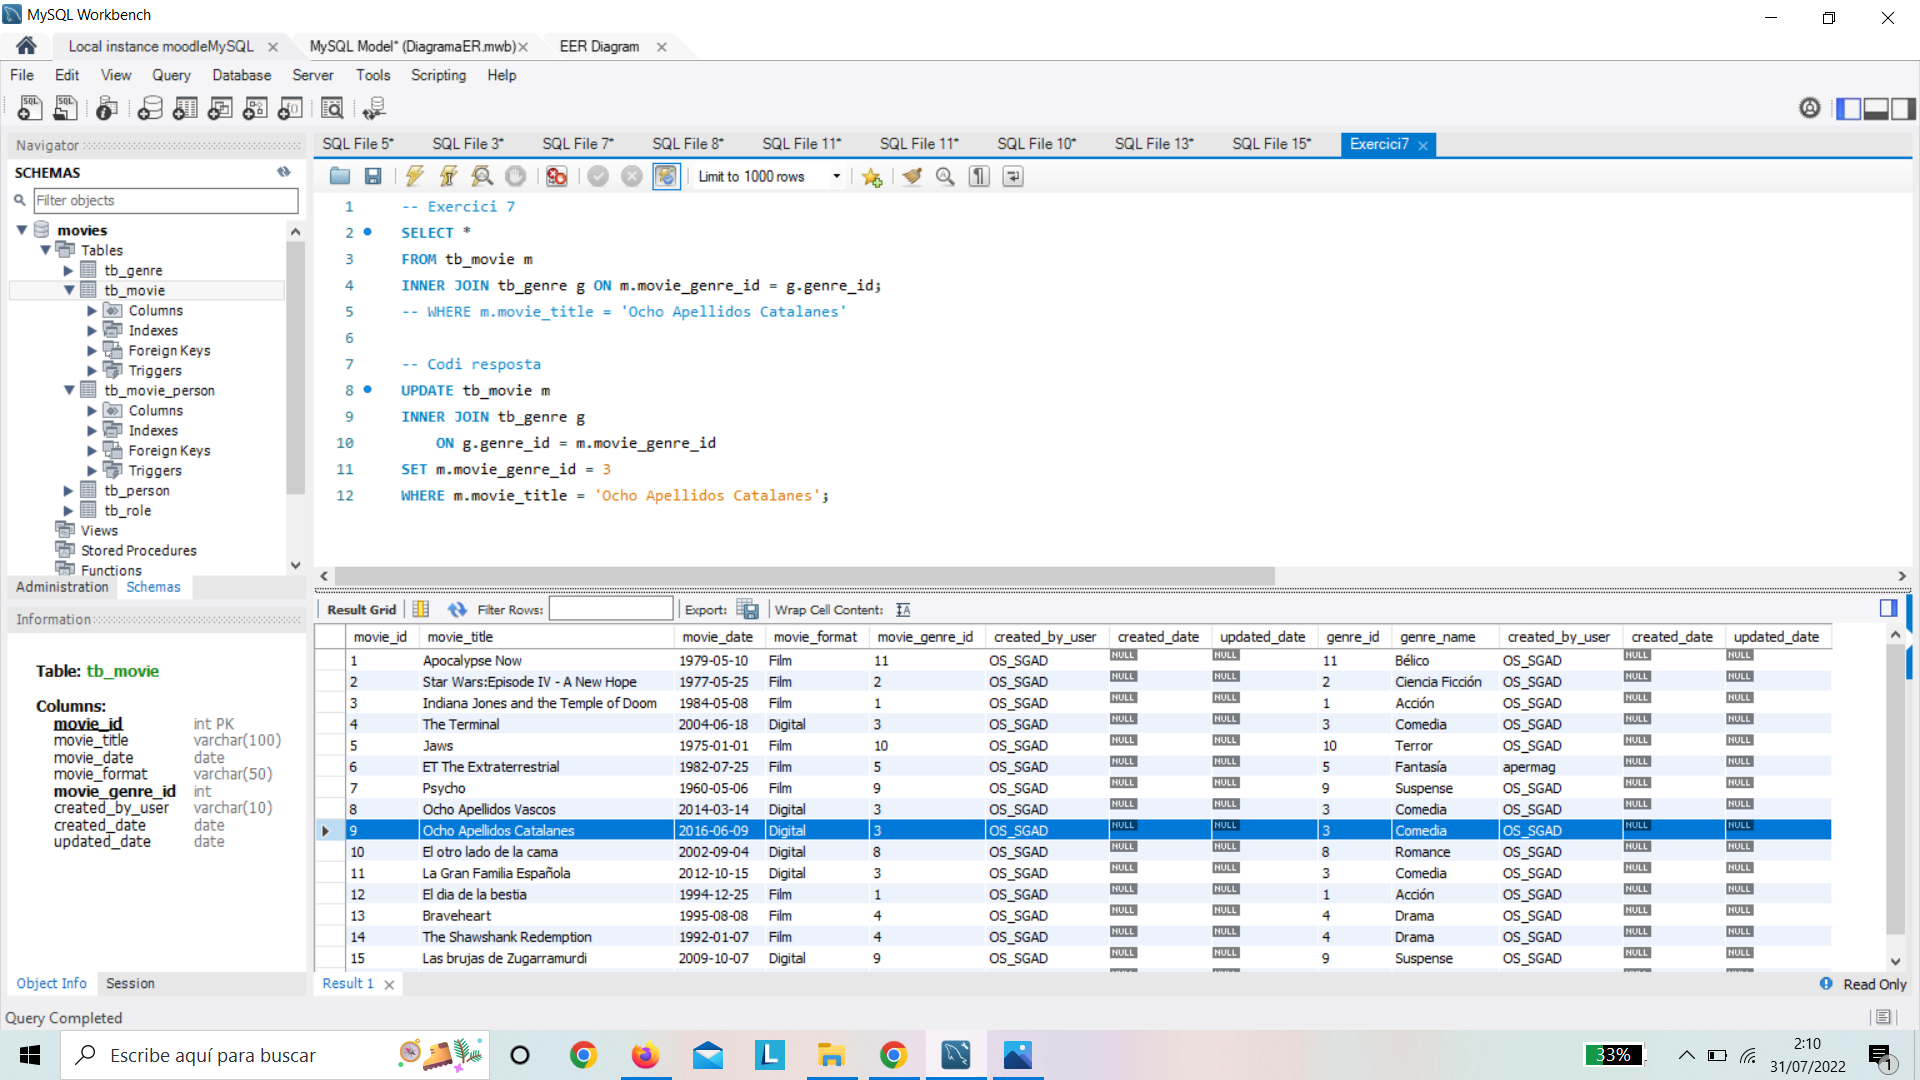 MySQL Workbench
Local instance moodleMySQL
MySQL Model* (DiagramaER.mwb)
EER Diagram
File Edit View Query Database Server Tools Scripting Help
Navigator
SCHEMAS
Filter objects
movies
Tables
tb_genre
tb_movie
Columns
Indexes
Foreign Keys
Triggers
tb_movie_person
Columns
Indexes
Foreign Keys
Triggers
tb_person
tb_role
Views
Stored Procedures
Functions
Administration Schemas
Information
Table: tb_movie
Columns:
movie_id int PK
movie_title varchar(100)
movie_date date
movie_format varchar(50)
movie_genre_id int
created_by_user varchar(10)
created_date date
updated_date date
Object Info Session
SQL File 5* SQL File 3* SQL File 7* SQL File 8* SQL File 11* SQL File 11* SQL File 10* SQL File 13* SQL File 15* Exercici7
Limit to 1000 rows
1 -- Exercici 7
2 SELECT *
3 FROM tb_movie m
4 INNER JOIN tb_genre g ON m.movie_genre_id = g.genre_id;
5 -- WHERE m.movie_title = 'Ocho Apellidos Catalanes'
6
7 -- Codi resposta
8 UPDATE tb_movie m
9 INNER JOIN tb_genre g
10 ON g.genre_id = m.movie_genre_id
11 SET m.movie_genre_id = 3
12 WHERE m.movie_title = 'Ocho Apellidos Catalanes';
Result Grid Filter Rows: Export: Wrap Cell Content:
movie_id movie_title movie_date movie_format movie_genre_id created_by_user created_date updated_date genre_id genre_name created_by_user created_date updated_date
1 Apocalypse Now 1979-05-10 Film 11 OS_SGAD NULL NULL 11 Bélico OS_SGAD NULL NULL
2 Star Wars:Episode IV - A New Hope 1977-05-25 Film 2 OS_SGAD NULL NULL 2 Ciencia Ficción OS_SGAD NULL NULL
3 Indiana Jones and the Temple of Doom 1984-05-08 Film 1 OS_SGAD NULL NULL 1 Acción OS_SGAD NULL NULL
4 The Terminal 2004-06-18 Digital 3 OS_SGAD NULL NULL 3 Comedia OS_SGAD NULL NULL
5 Jaws 1975-01-01 Film 10 OS_SGAD NULL NULL 10 Terror OS_SGAD NULL NULL
6 ET The Extraterrestrial 1982-07-25 Film 5 OS_SGAD NULL NULL 5 Fantasía apermag NULL NULL
7 Psycho 1960-05-06 Film 9 OS_SGAD NULL NULL 9 Suspense OS_SGAD NULL NULL
8 Ocho Apellidos Vascos 2014-03-14 Digital 3 OS_SGAD NULL NULL 3 Comedia OS_SGAD NULL NULL
9 Ocho Apellidos Catalanes 2016-06-09 Digital 3 OS_SGAD NULL NULL 3 Comedia OS_SGAD NULL NULL
10 El otro lado de la cama 2002-09-04 Digital 8 OS_SGAD NULL NULL 8 Romance OS_SGAD NULL NULL
11 La Gran Familia Española 2012-10-15 Digital 3 OS_SGAD NULL NULL 3 Comedia OS_SGAD NULL NULL
12 El dia de la bestia 1994-12-25 Film 1 OS_SGAD NULL NULL 1 Acción OS_SGAD NULL NULL
13 Braveheart 1995-08-08 Film 4 OS_SGAD NULL NULL 4 Drama OS_SGAD NULL NULL
14 The Shawshank Redemption 1992-01-07 Film 4 OS_SGAD NULL NULL 4 Drama OS_SGAD NULL NULL
15 Las brujas de Zugarramurdi 2009-10-07 Digital 9 OS_SGAD NULL NULL 9 Suspense OS_SGAD NULL NULL
Result 1
Read Only
Query Completed
Escribe aquí para buscar
33%
2:10
31/07/2022
1